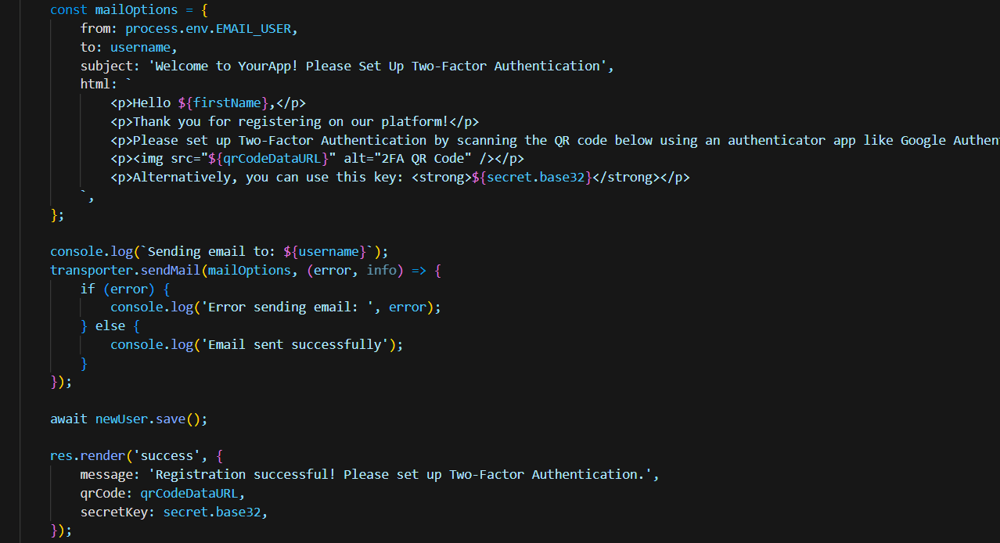 const mailOptions = {
from: process.env.EMAIL_USER,
to: username,
subject: 'Welcome to YourApp! Please Set Up Two-Factor Authentication',
html: `
<p>Hello ${firstName},</p>
<p>Thank you for registering on our platform!</p>
<p>Please set up Two-Factor Authentication by scanning the QR code below using an authenticator app like Google Authen
<p><img src="${qrCodeDataURL}" alt="2FA QR Code" /></p>
<p>Alternatively, you can use this key: <strong>${secret.base32}</strong></p>
`,
};
console.log(`Sending email to: ${username}`);
transporter.sendMail(mailOptions, (error, info) => {
if (error) {
console.log('Error sending email: ', error);
} else {
console.log('Email sent successfully');
}
});
await newUser.save();
res.render('success', {
message: 'Registration successful! Please set up Two-Factor Authentication.',
qrCode: qrCodeDataURL,
secretKey: secret.base32,
});